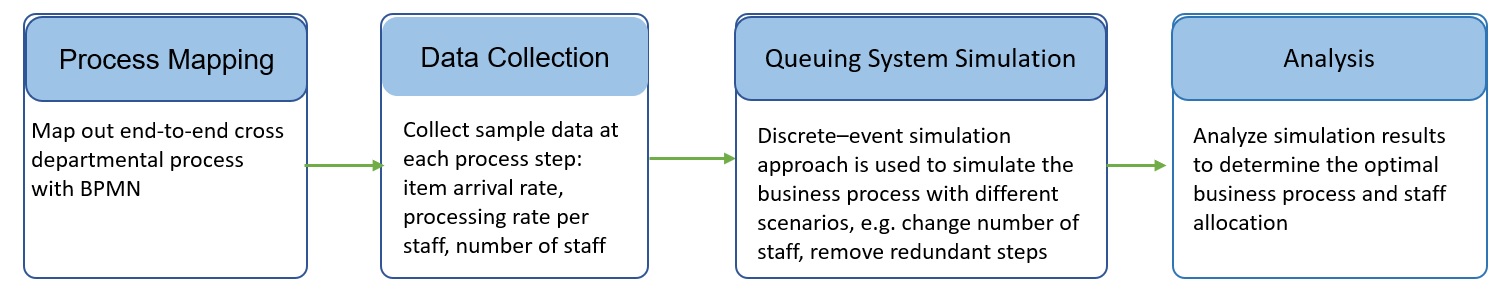 Process Mapping
Map out end-to-end cross
departmental process
with BPMN
Data Collection
Collect sample data at
each process step:
item arrival rate,
processing rate per
staff, number of staff
Queuing System Simulation
Discrete–event simulation
approach is used to simulate the
business process with different
scenarios, e.g. change number of
staff, remove redundant steps
Analysis
Analyze simulation results
to determine the optimal
business process and staff
allocation